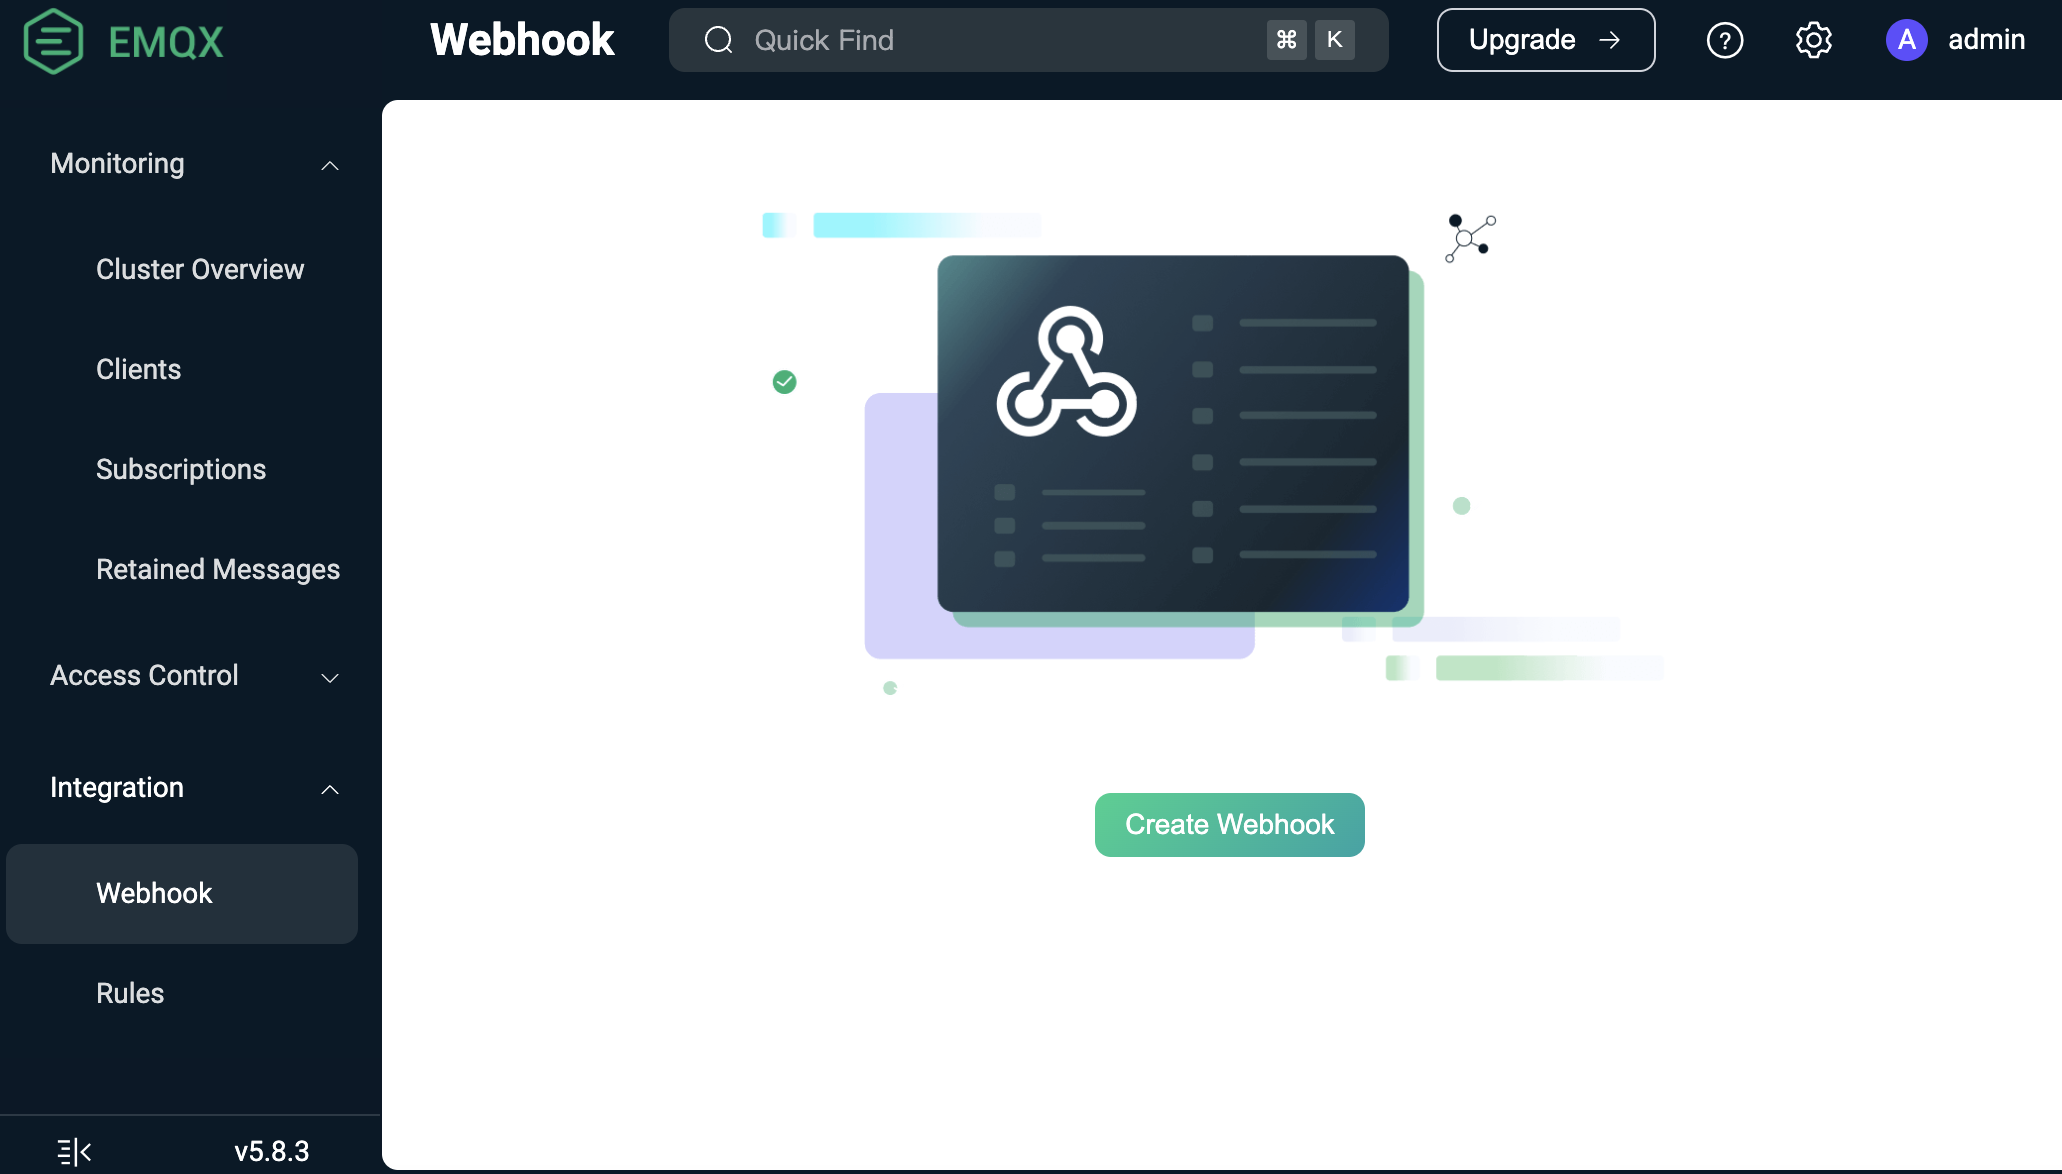 EMQX
Webhook
Quick Find
⌘ K
Upgrade →
?
A
admin
Monitoring
Cluster Overview
Clients
Subscriptions
Retained Messages
Access Control
Integration
Webhook
Rules
v5.8.3
Create Webhook